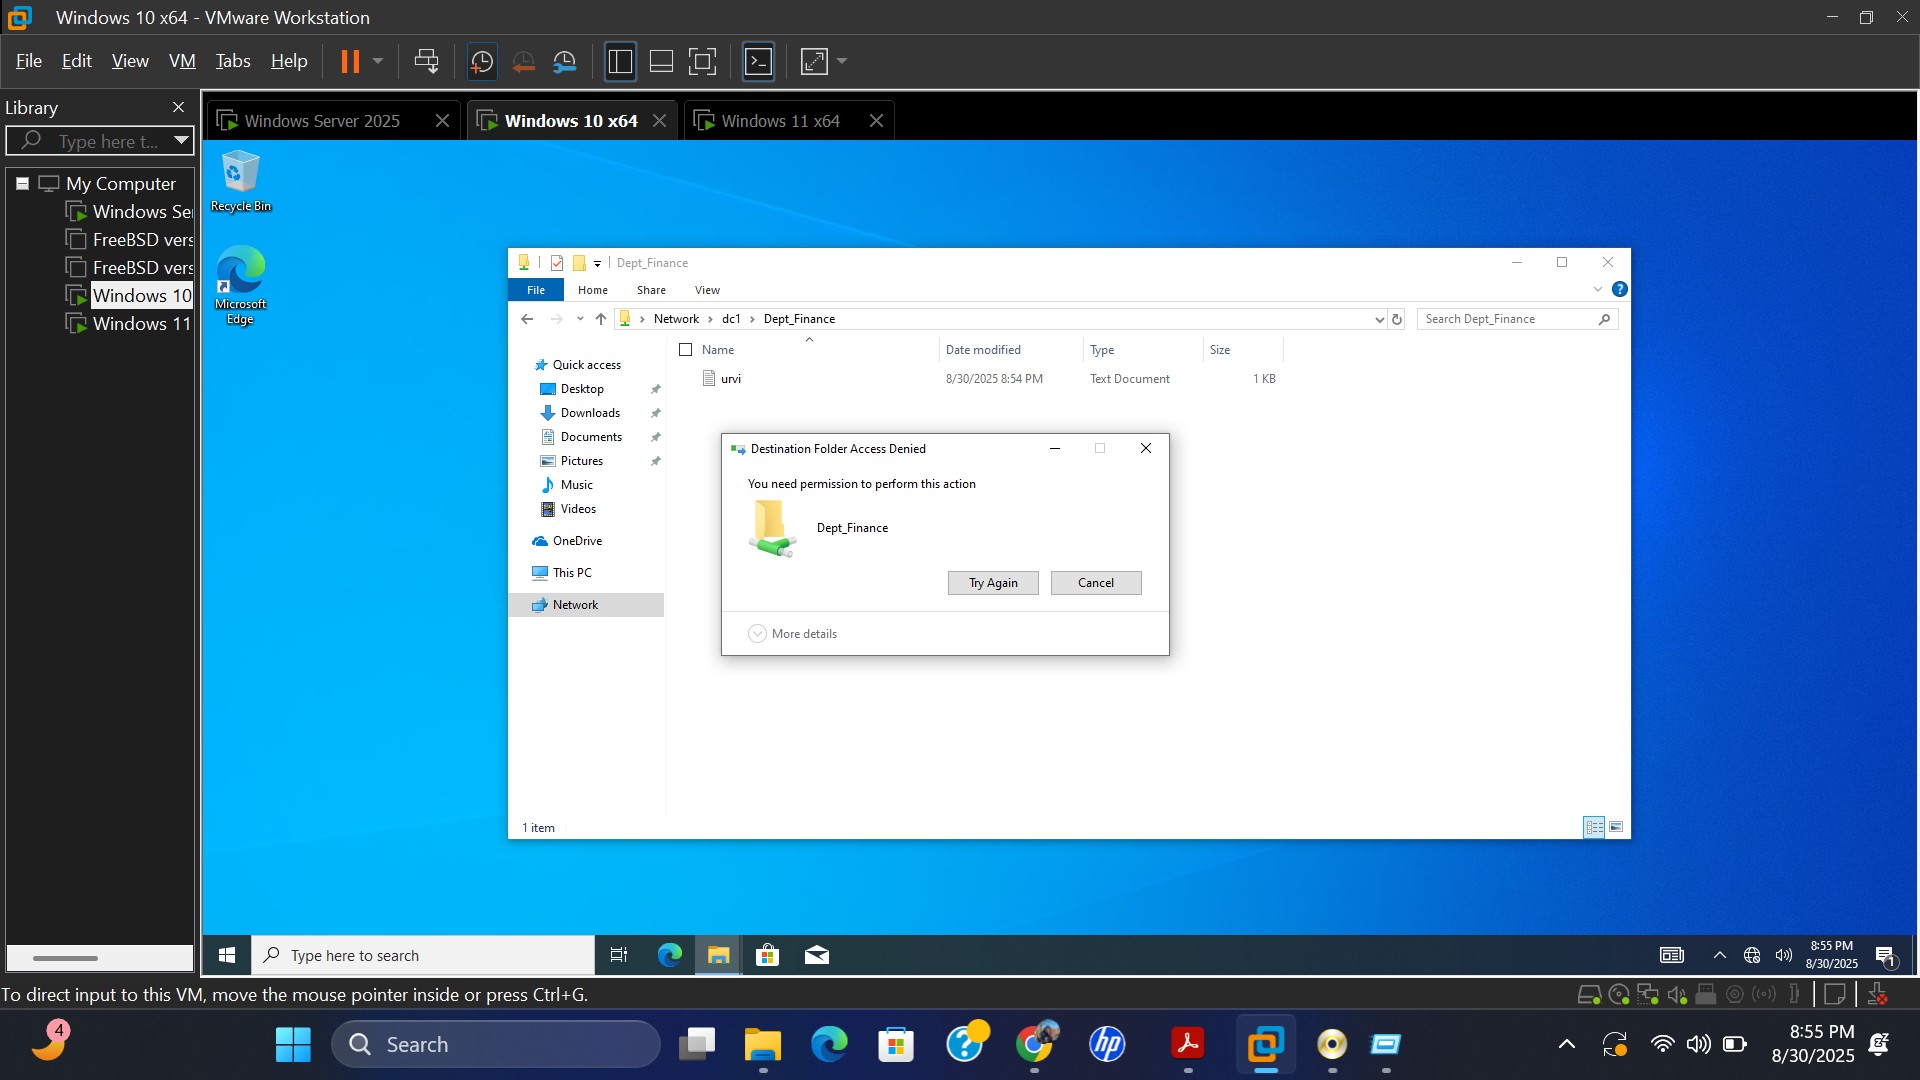 Windows 10 x64 - VMware Workstation
File Edit View VM Tabs Help
Library
Type here t...
My Computer
Windows Ser
FreeBSD vers
FreeBSD vers
Windows 10
Windows 11
Windows Server 2025
Windows 10 x64
Windows 11 x64
Recycle Bin
Microsoft
Edge
Dept_Finance
File Home Share View
Network > dc1 > Dept_Finance
Search Dept_Finance
Name Date modified Type Size
urvi 8/30/2025 8:54 PM Text Document 1 KB
Quick access
Desktop
Downloads
Documents
Pictures
Music
Videos
OneDrive
This PC
Network
Destination Folder Access Denied
You need permission to perform this action
Dept_Finance
Try Again Cancel
More details
1 item
Type here to search
8:55 PM
8/30/2025
1
To direct input to this VM, move the mouse pointer inside or press Ctrl+G.
4
Search
hp
8:55 PM
8/30/2025